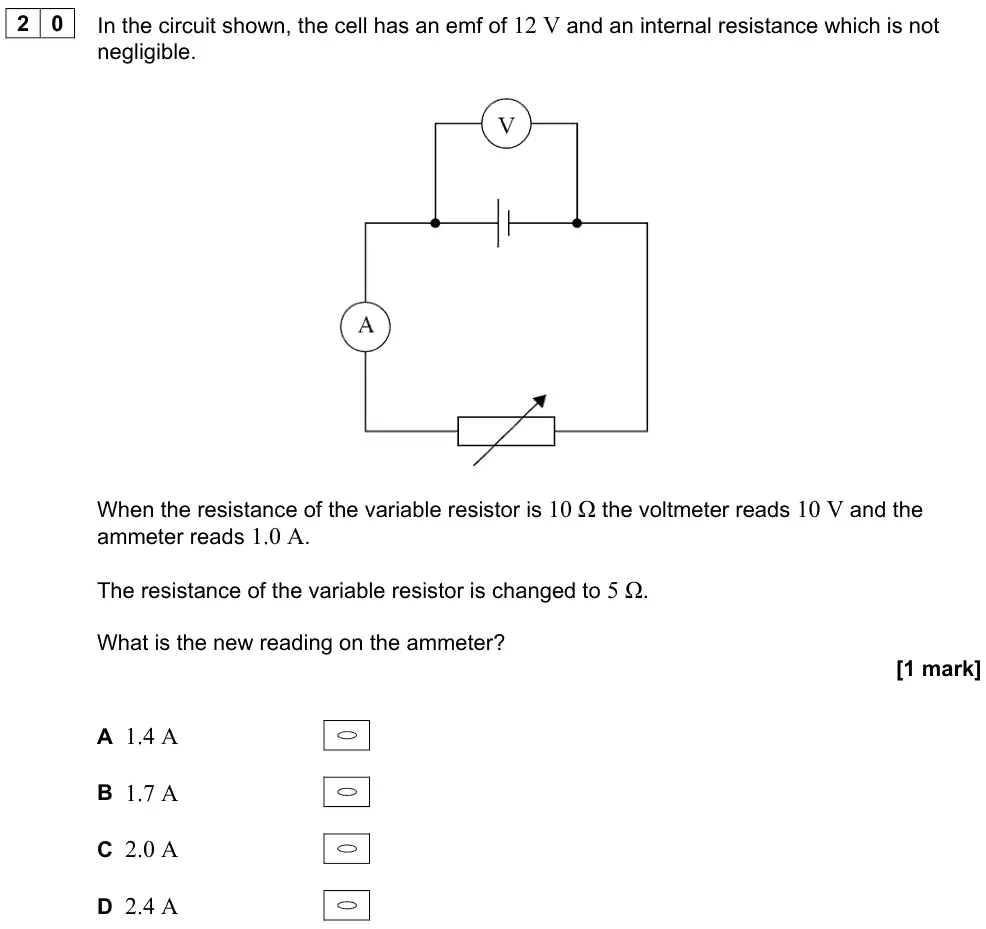 2 0 In the circuit shown, the cell has an emf of 12 V and an internal resistance which is not
negligible.
V
A
When the resistance of the variable resistor is 10 Ω the voltmeter reads 10 V and the
ammeter reads 1.0 A.
The resistance of the variable resistor is changed to 5 Ω.
What is the new reading on the ammeter?
[1 mark]
A 1.4 A
B 1.7 A
C 2.0 A
D 2.4 A